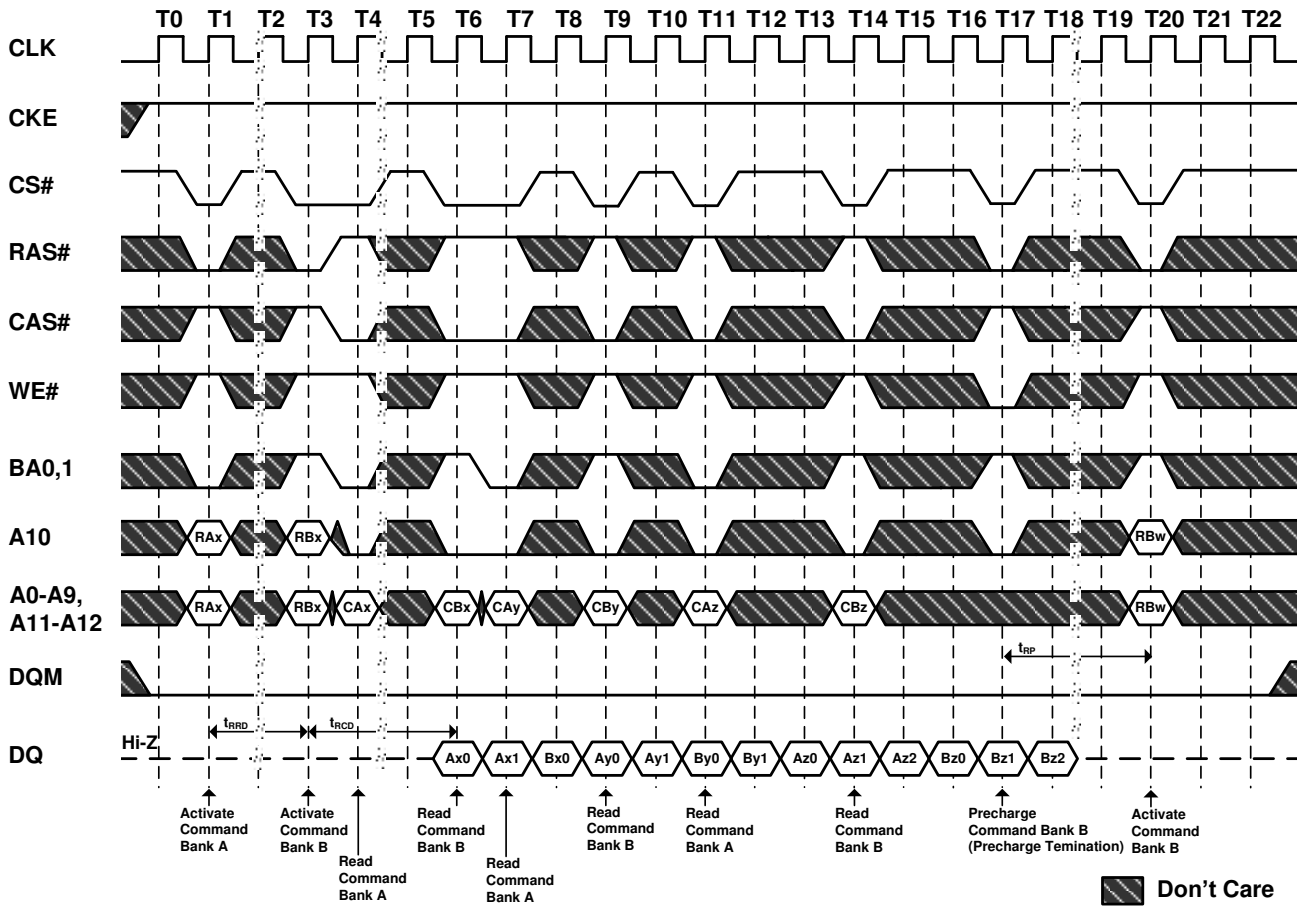 T0 T1 T2 T3 T4 T5 T6 T7 T8 T9 T10 T11 T12 T13 T14 T15 T16 T17 T18 T19 T20 T21 T22
CLK
CKE
CS#
RAS#
CAS#
WE#
BA0,1
A10
RAx RBx RBw
A0-A9,
A11-A12
RAx RBx CAx CBx CAy CBy CAz CBz RBw
tRP
DQM
tRRD tRCD
DQ
Hi-Z
Ax0 Ax1 Bx0 Ay0 Ay1 By0 By1 Az0 Az1 Az2 Bz0 Bz1 Bz2
Activate
Command
Bank A
Activate
Command
Bank B
Read
Command
Bank A
Read
Command
Bank B
Read
Command
Bank A
Read
Command
Bank B
Read
Command
Bank A
Read
Command
Bank B
Precharge
Command Bank B
(Precharge Temination)
Activate
Command
Bank B
Don't Care